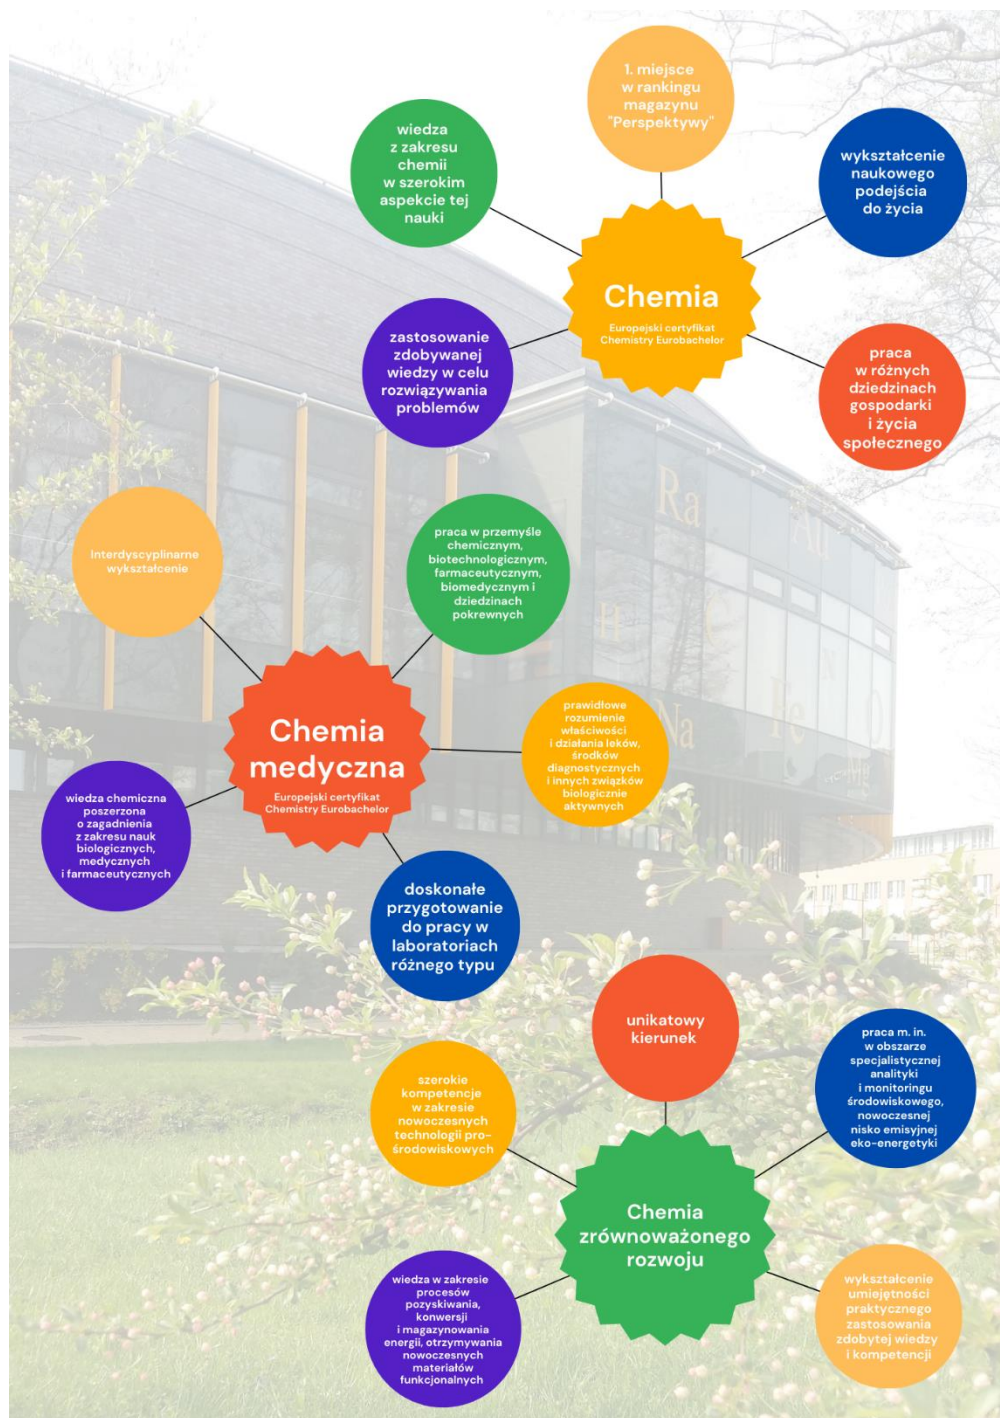 1. miejsce
w rankingu
magazynu
"Perspektywy"
wiedza
z zakresu
chemii
w szerokim
aspekcie tej
nauki
wykształcenie
naukowego
podejścia
do życia
Chemia
Europejski certyfikat
Chemistry Eurobachelor
zastosowanie
zdobywanej
wiedzy w celu
rozwiązywania
problemów
praca
w różnych
dziedzinach
gospodarki
i życia
społecznego
Interdyscyplinarne
wykształcenie
praca w przemyśle
chemicznym,
biotechnologicznym,
farmaceutycznym,
biomedycznym i
dziedzinach
pokrewnych
Chemia
medyczna
Europejski certyfikat
Chemistry Eurobachelor
prawidłowe
rozumienie
właściwości
i działania leków,
środków
diagnostycznych
i innych związków
biologicznie
aktywnych
wiedza chemiczna
poszerzona
o zagadnienia
z zakresu nauk
biologicznych,
medycznych
i farmaceutycznych
doskonałe
przygotowanie
do pracy w
laboratoriach
różnego typu
unikatowy
kierunek
praca m. in.
w obszarze
specjalistycznej
analityki
i monitoringu
środowiskowego,
nowoczesnej
nisko emisyjnej
eko-energetyki
szerokie
kompetencje
w zakresie
nowoczesnych
technologii pro-
środowiskowych
Chemia
zrównoważonego
rozwoju
wiedza w zakresie
procesów
pozyskiwania,
konwersji
i magazynowania
energii, otrzymywania
nowoczesnych
materiałów
funkcjonalnych
wykształcenie
umiejętności
praktycznego
zastosowania
zdobytej wiedzy
i kompetencji
Ra
H
C
N
Na
Fe
O